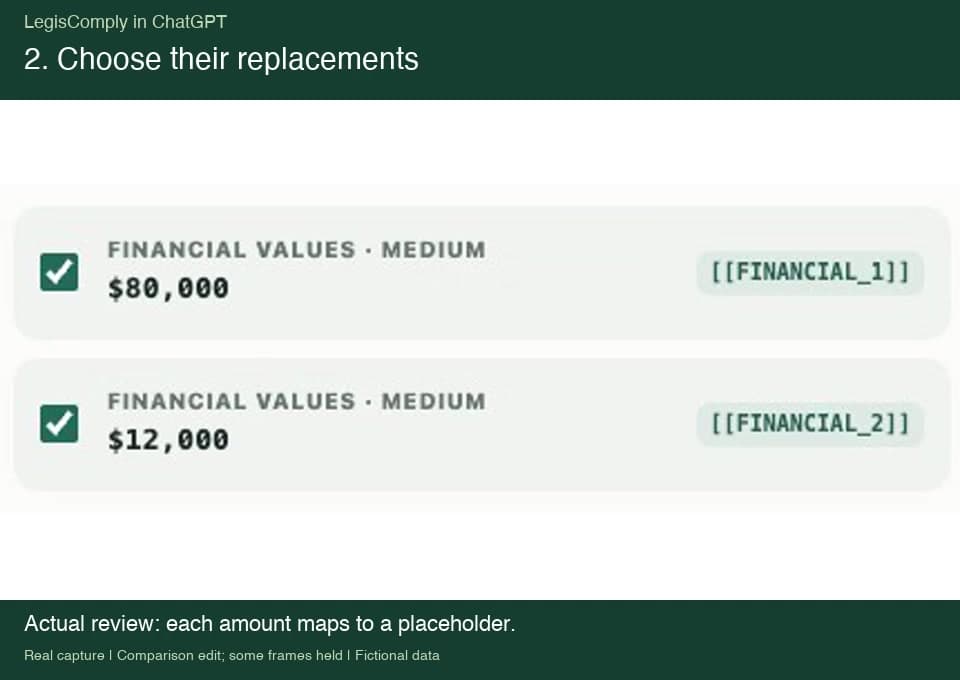 LegisComply in ChatGPT
2. Choose their replacements
FINANCIAL VALUES · MEDIUM
$80,000
[[FINANCIAL_1]]
FINANCIAL VALUES · MEDIUM
$12,000
[[FINANCIAL_2]]
Actual review: each amount maps to a placeholder.
Real capture | Comparison edit; some frames held | Fictional data